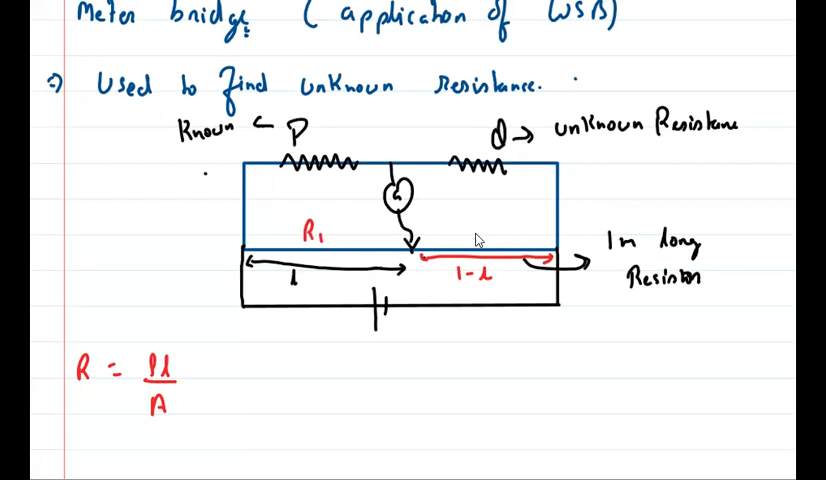 Meter bridge : ( application of WSB)
=> Used to find unknown resistance.
Known ← P Q → unknown Resistance
G
R₁
l 1-l 1m long
Resistor
R = ρl
A